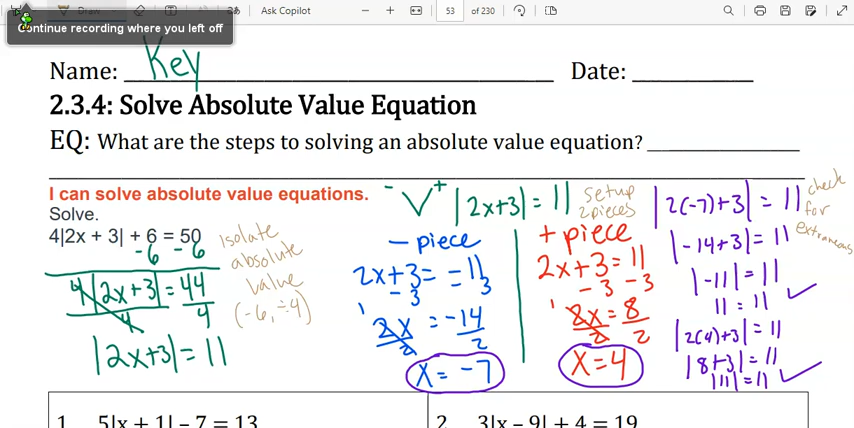 Draw
Ask Copilot
53 of 230
Continue recording where you left off
Name: Key Date:
2.3.4: Solve Absolute Value Equation
EQ: What are the steps to solving an absolute value equation?
I can solve absolute value equations.
Solve.
4|2x + 3| + 6 = 50
-6 -6
4|2x+3| = 44
4 4
|2x+3| = 11
isolate
absolute
value
(-6, ÷4)
- V +
|2x+3| = 11
setup
2 pieces
- piece
2x+3 = -11
-3 3
2x = -14
2 2
x = -7
+ piece
2x+3 = 11
-3 -3
2x = 8
2 2
x = 4
|2(-7)+3| = 11
|-14+3| = 11
|-11| = 11
11 = 11 ✓
|2(4)+3| = 11
|8+3| = 11
|11| = 11 ✓
check
for
extraneous
1. 5|x + 1| − 7 = 13
2. 3|x − 9| + 4 = 19